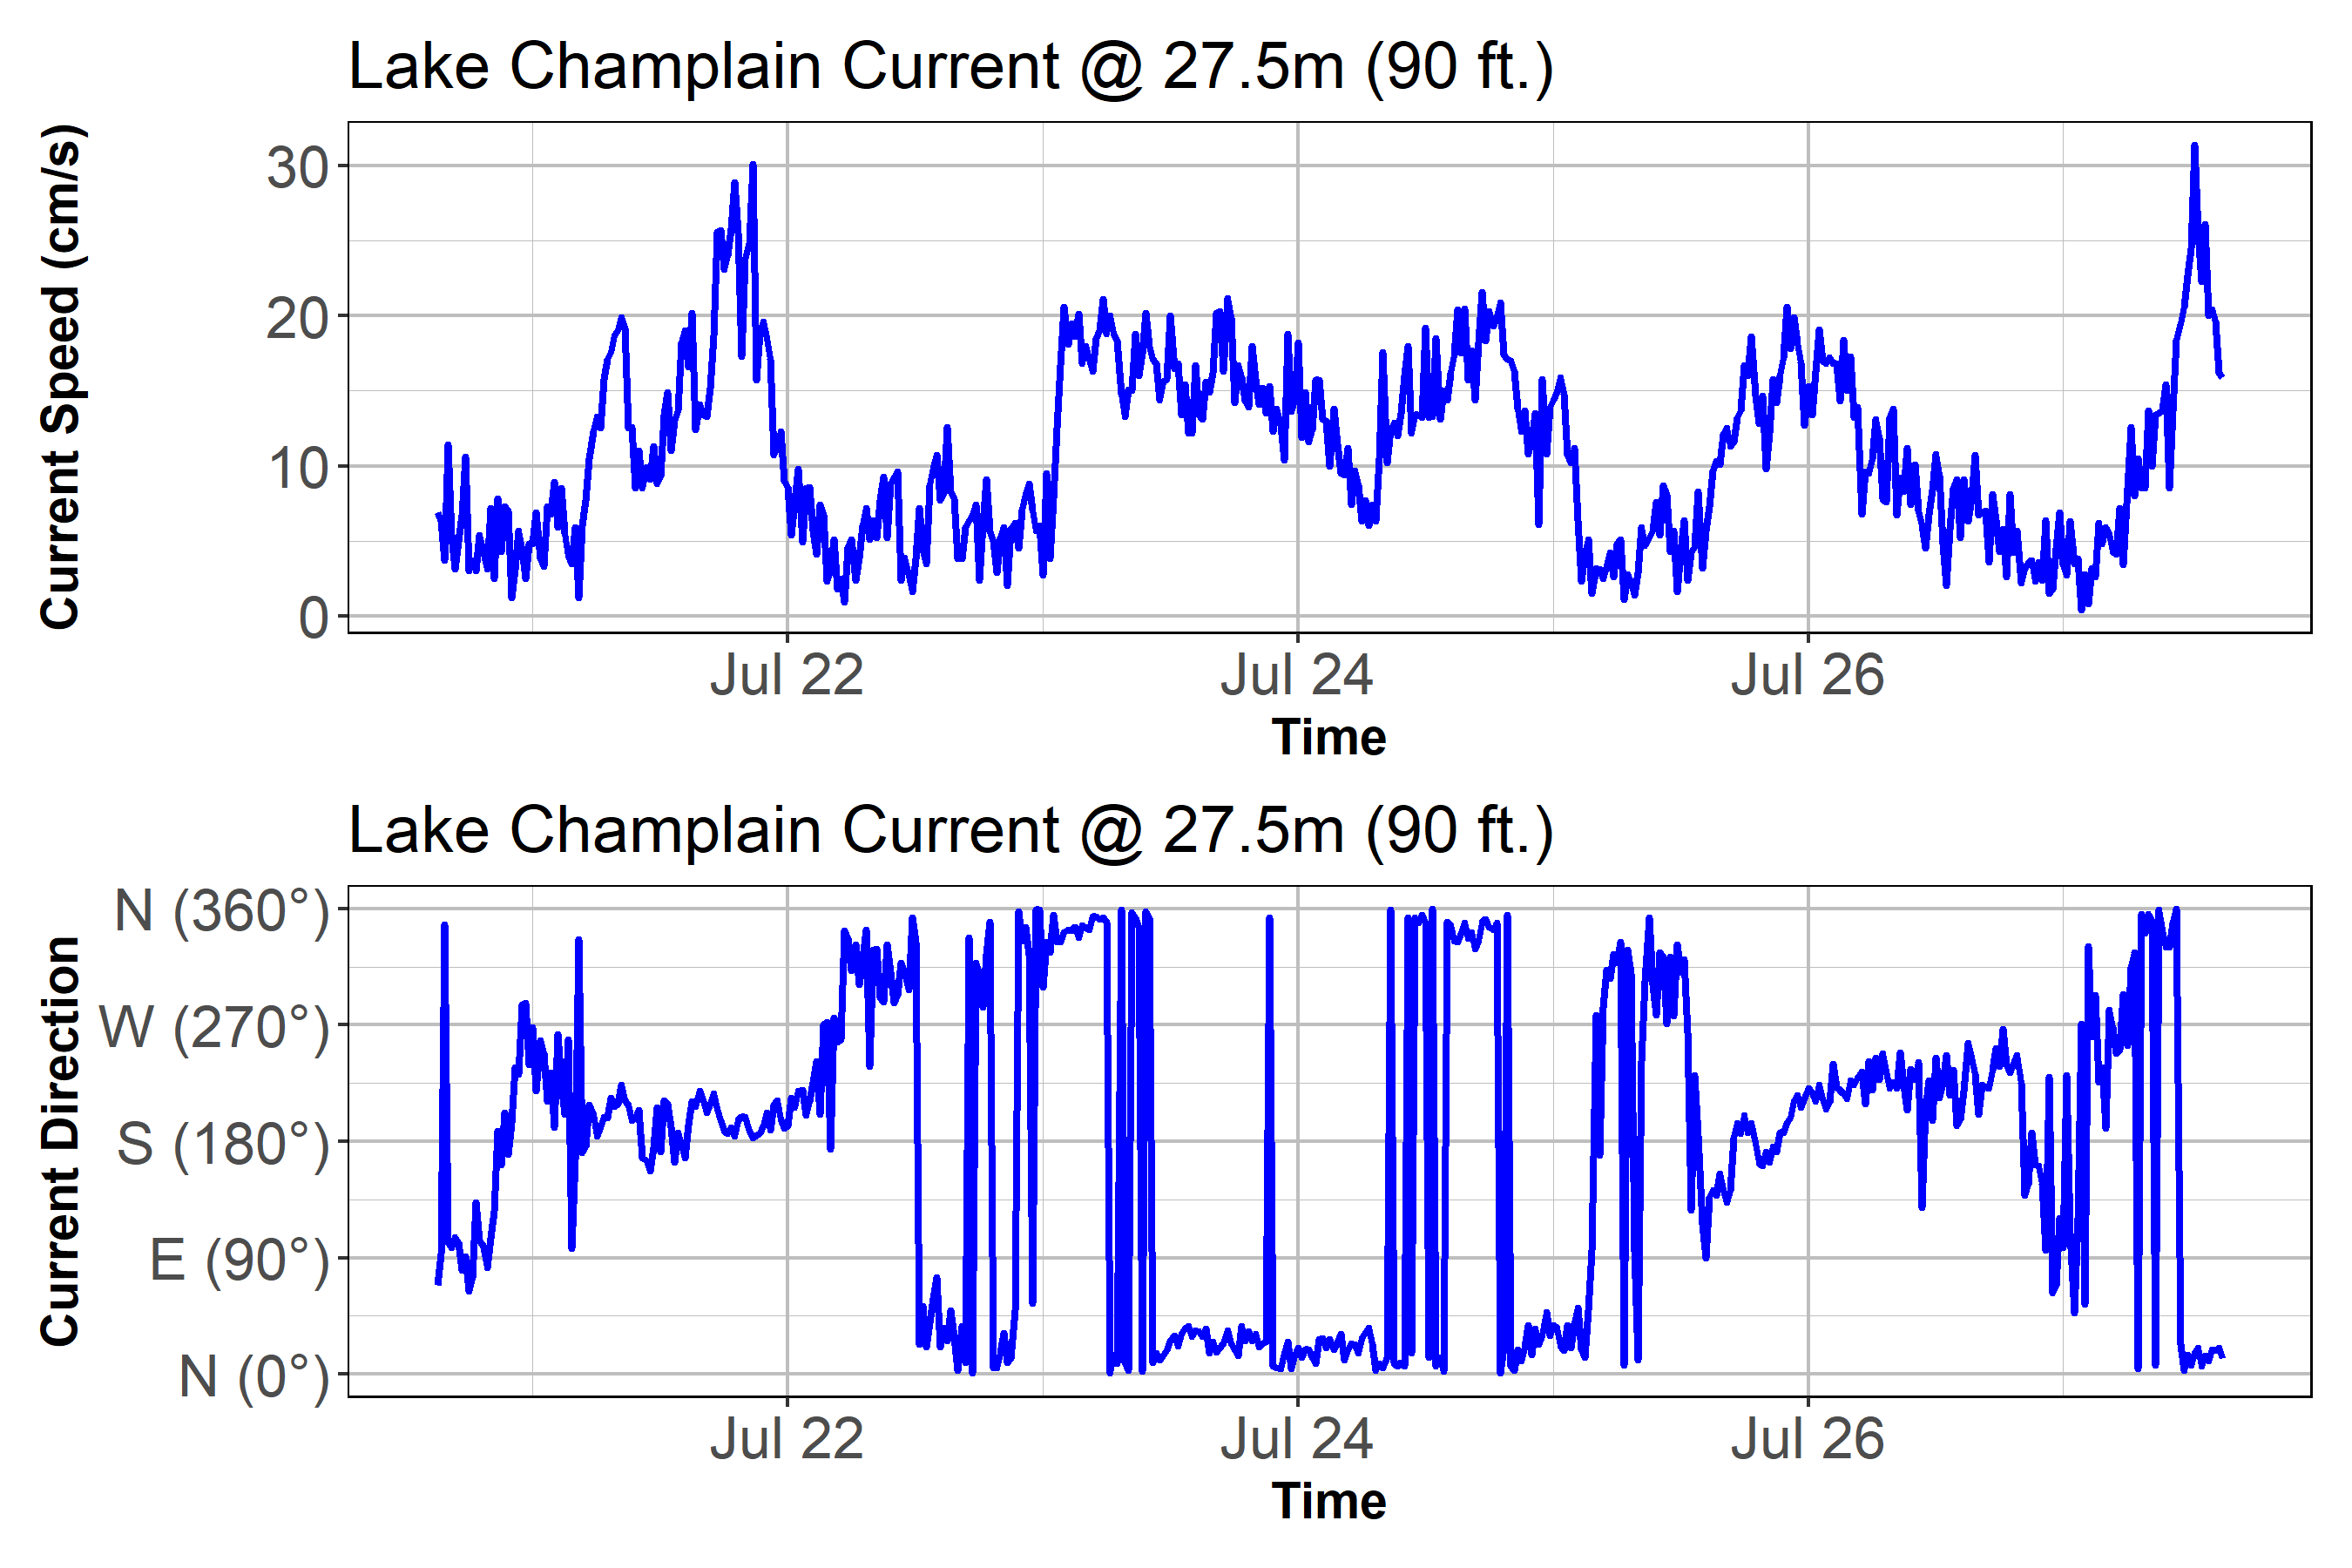 Lake Champlain Current @ 27.5m (90 ft.)
Current Speed (cm/s)
30
20
10
0
Jul 22 Jul 24 Jul 26
Time
Lake Champlain Current @ 27.5m (90 ft.)
Current Direction
N (360°)
W (270°)
S (180°)
E (90°)
N (0°)
Jul 22 Jul 24 Jul 26
Time